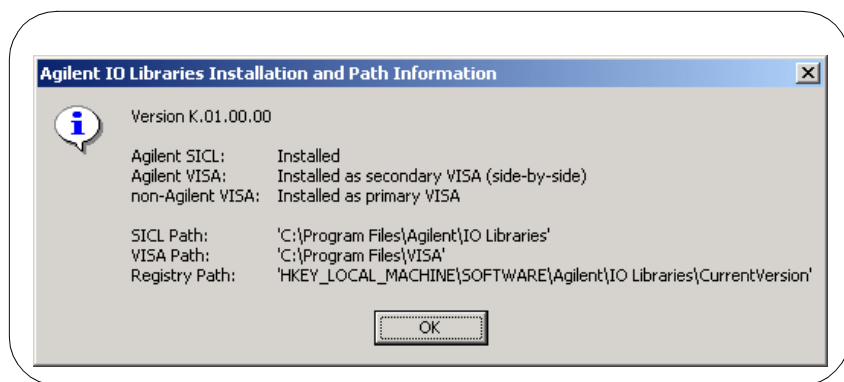 Agilent IO Libraries Installation and Path Information
Version K.01.00.00
Agilent SICL: Installed
Agilent VISA: Installed as secondary VISA (side-by-side)
non-Agilent VISA: Installed as primary VISA
SICL Path: 'C:\Program Files\Agilent\IO Libraries'
VISA Path: 'C:\Program Files\VISA'
Registry Path: 'HKEY_LOCAL_MACHINE\SOFTWARE\Agilent\IO Libraries\CurrentVersion'
OK